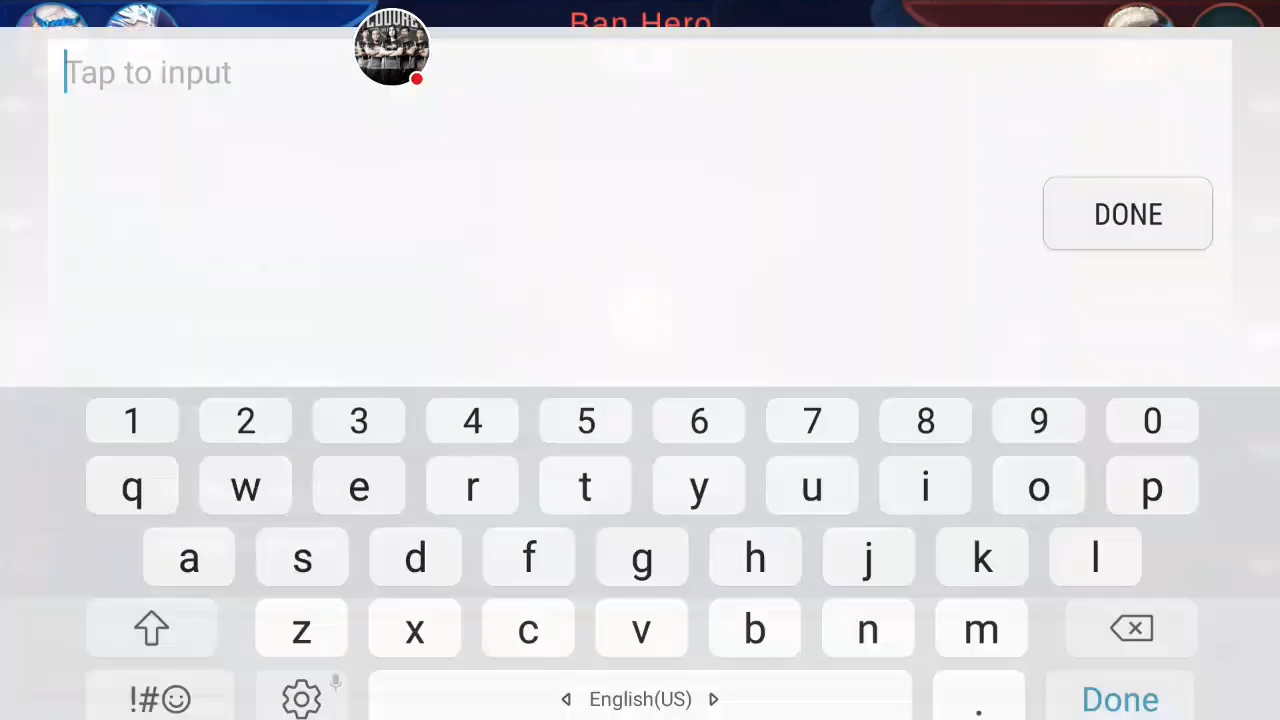 Ban Hero
Tap to input
DONE
1 2 3 4 5 6 7 8 9 0
q w e r t y u i o p
a s d f g h j k l
z x c v b n m
!#☺ English(US) . Done